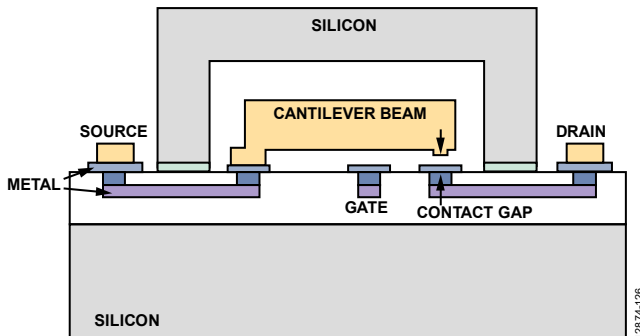 SILICON
CANTILEVER BEAM
SOURCE
DRAIN
METAL
GATE
CONTACT GAP
SILICON